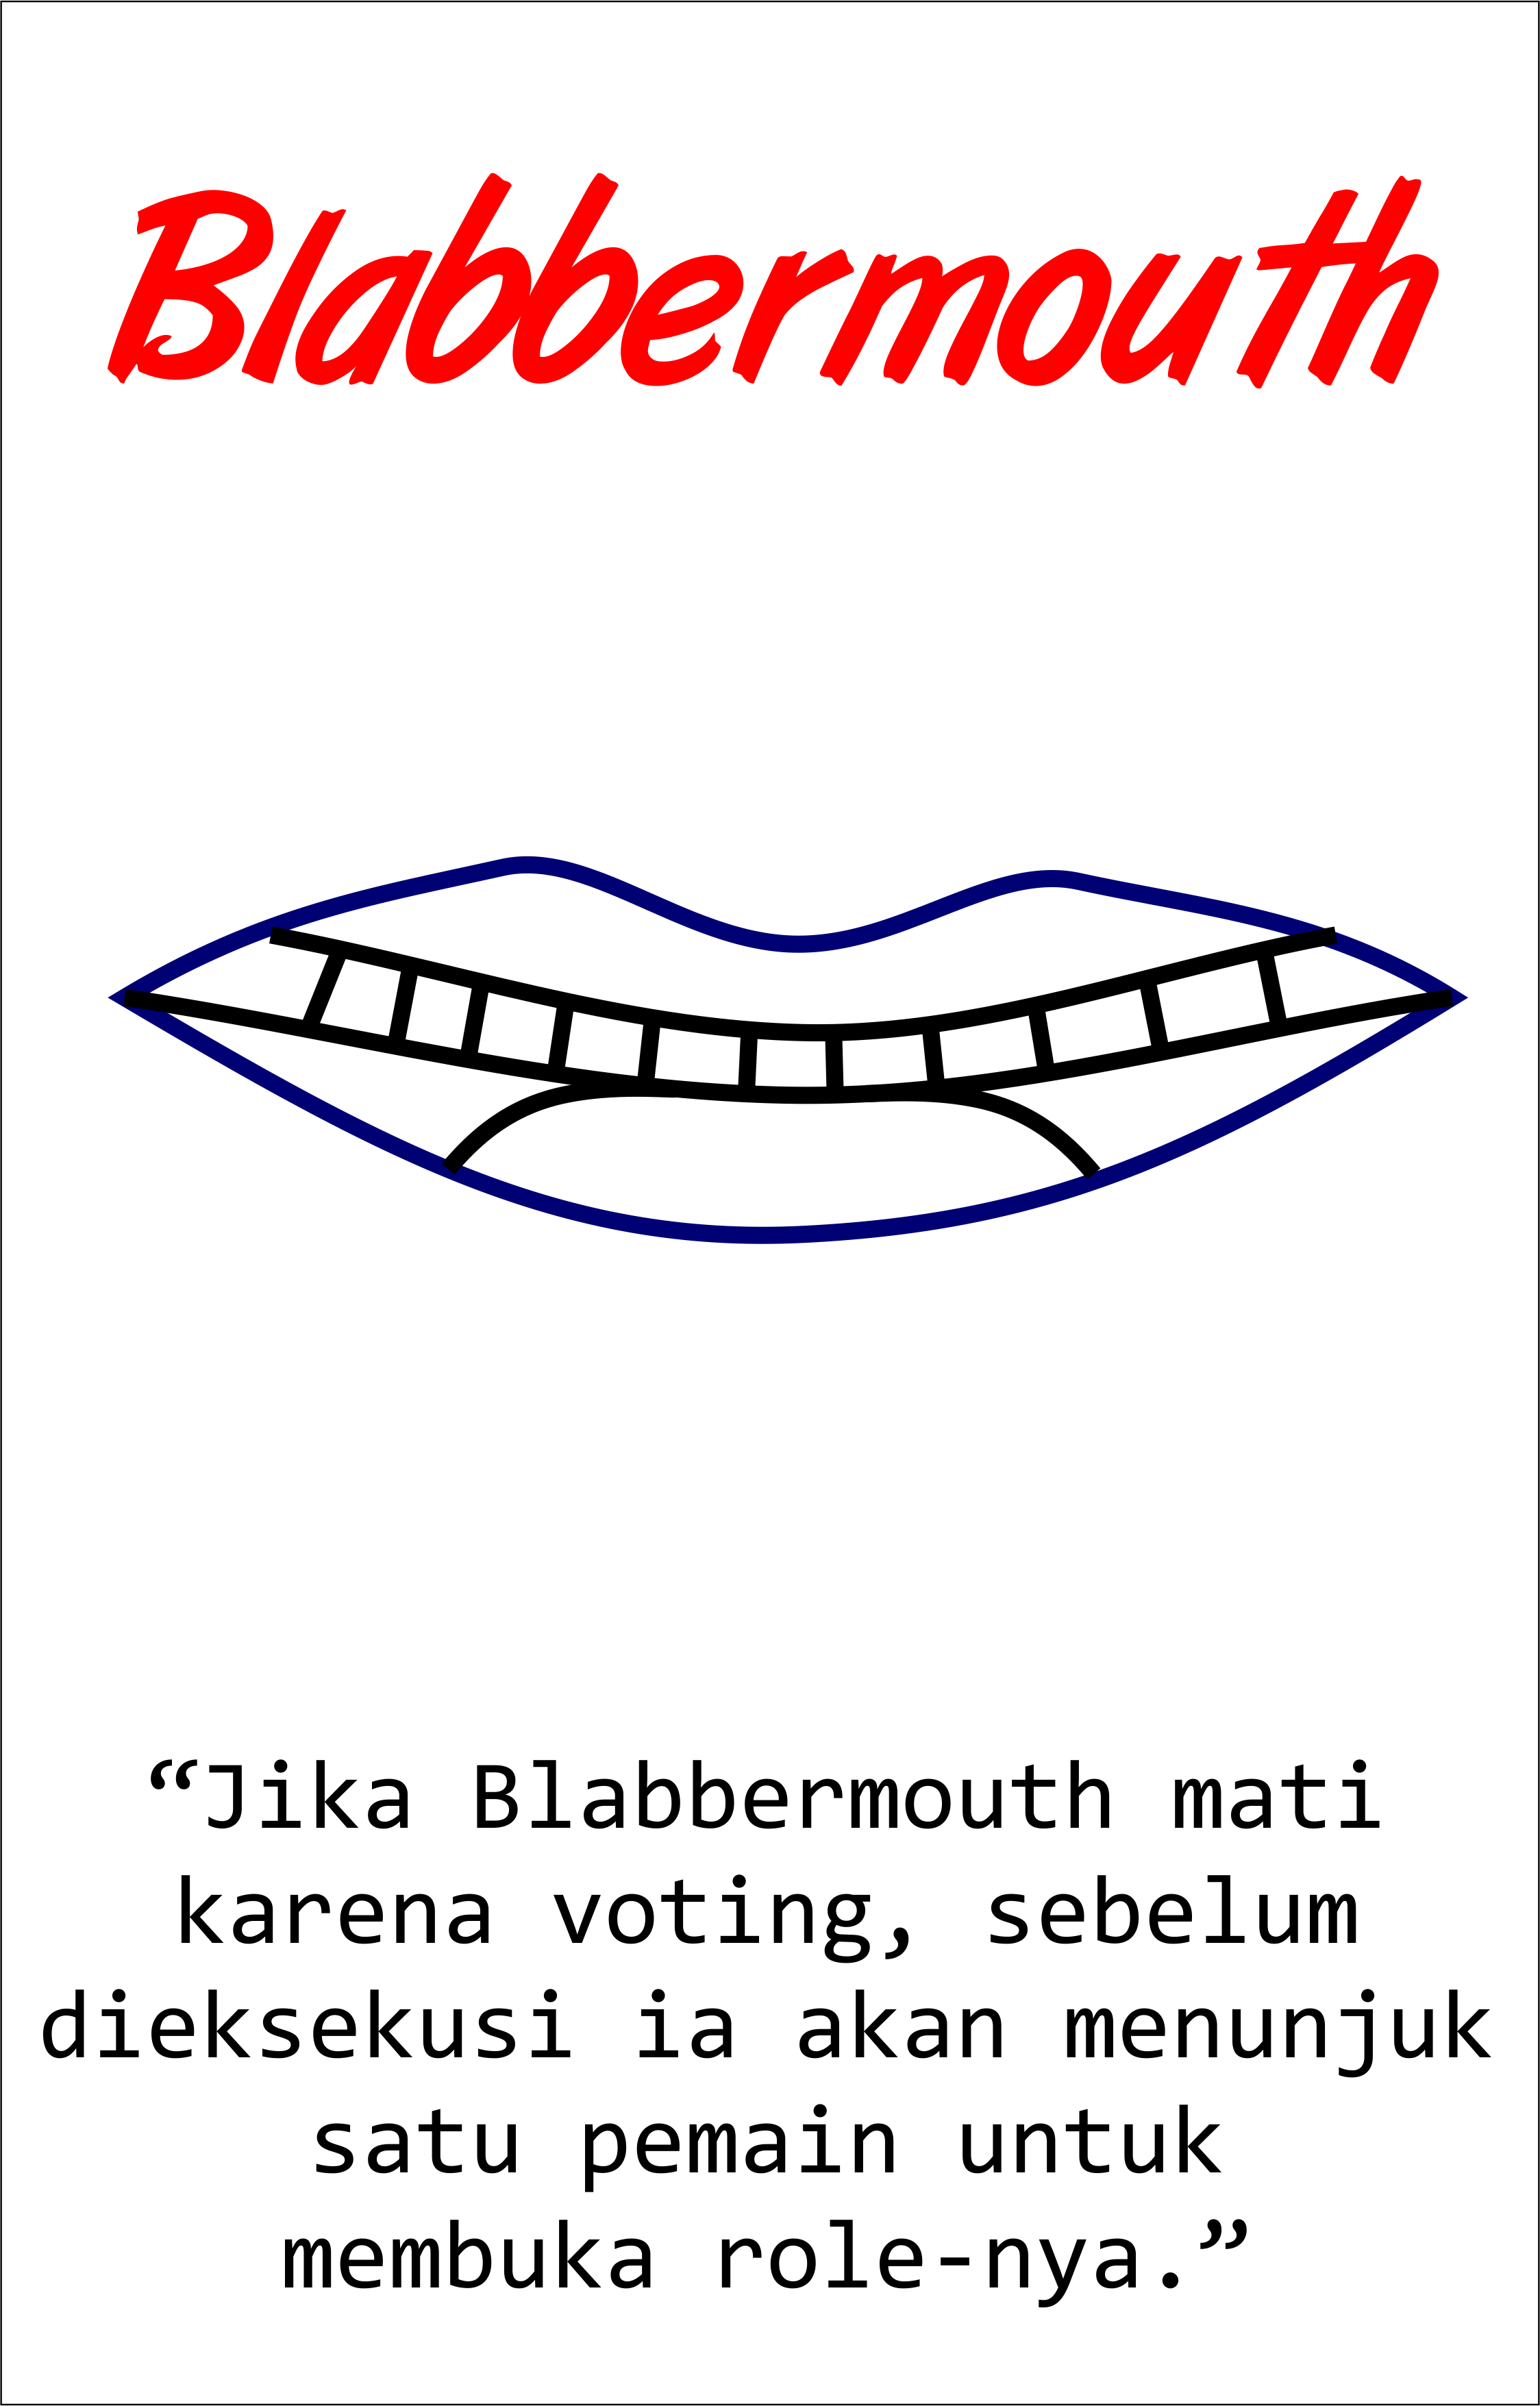 Blabbermouth
“Jika Blabbermouth mati
karena voting, sebelum
dieksekusi ia akan menunjuk
satu pemain untuk
membuka role-nya.”